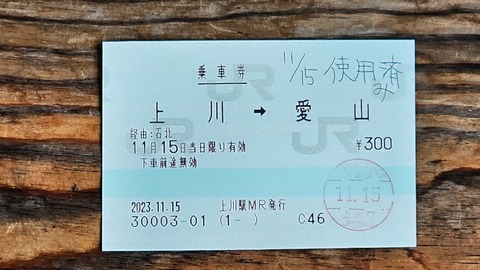 乗車券
11/15 使用済み
上川 → 愛山
経由:石北
11月15日当日限り有効
¥300
下車前途無効
11.15
2023.11.15 上川駅MR発行
30003-01 (1- ) C46